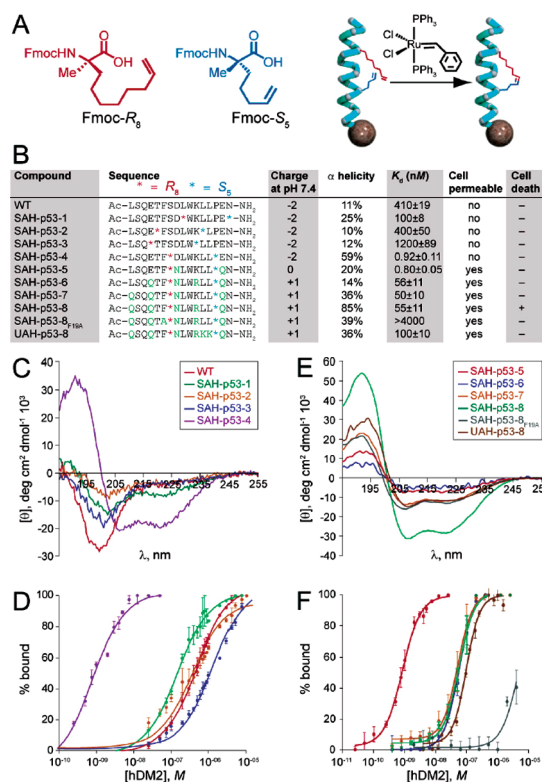 A
FmocHN OH O Me
Fmoc-R8
FmocHN OH O Me
Fmoc-S5
PPh3
Cl
Ru
Cl
PPh3
B
Compound Sequence * = R8 * = S5 Charge at pH 7.4 α helicity Kd (nM) Cell permeable Cell death
WT Ac-LSQETFSDLWKLLPEN-NH2 -2 11% 410±19 no –
SAH-p53-1 Ac-LSQETFSD*WKLLPE*-NH2 -2 25% 100±8 no –
SAH-p53-2 Ac-LSQE*FSDLWK*LPEN-NH2 -2 10% 400±50 no –
SAH-p53-3 Ac-LSQ*TFSDLW*LLPEN-NH2 -2 12% 1200±89 no –
SAH-p53-4 Ac-LSQETF*DLWKLL*EN-NH2 -2 59% 0.92±0.11 no –
SAH-p53-5 Ac-LSQETF*NLWKLL*QN-NH2 0 20% 0.80±0.05 yes –
SAH-p53-6 Ac-LSQQTF*NLWRLL*QN-NH2 +1 14% 56±11 yes –
SAH-p53-7 Ac-QSQQTF*NLWKLL*QN-NH2 +1 36% 50±10 yes –
SAH-p53-8 Ac-QSQQTF*NLWRLL*QN-NH2 +1 85% 55±11 yes +
SAH-p53-8F19A Ac-QSQQTA*NLWRLL*QN-NH2 +1 39% >4000 yes –
UAH-p53-8 Ac-QSQQTF*NLWRKK*QN-NH2 +1 36% 100±10 yes –
C
[θ], deg cm2 dmol-1 10³
40
30
20
10
0
-10
-20
-30
195 205 215 225 235 245 255
λ, nm
WT
SAH-p53-1
SAH-p53-2
SAH-p53-3
SAH-p53-4
E
[θ], deg cm2 dmol-1 10³
60
40
20
0
-20
-40
195 205 215 225 235 245 255
λ, nm
SAH-p53-5
SAH-p53-6
SAH-p53-7
SAH-p53-8
SAH-p53-8F19A
UAH-p53-8
D
% bound
100
80
60
40
20
0
10-10 10-09 10-08 10-07 10-06 10-05
[hDM2], M
F
% bound
100
80
60
40
20
0
10-11 10-10 10-09 10-08 10-07 10-06 10-05
[hDM2], M